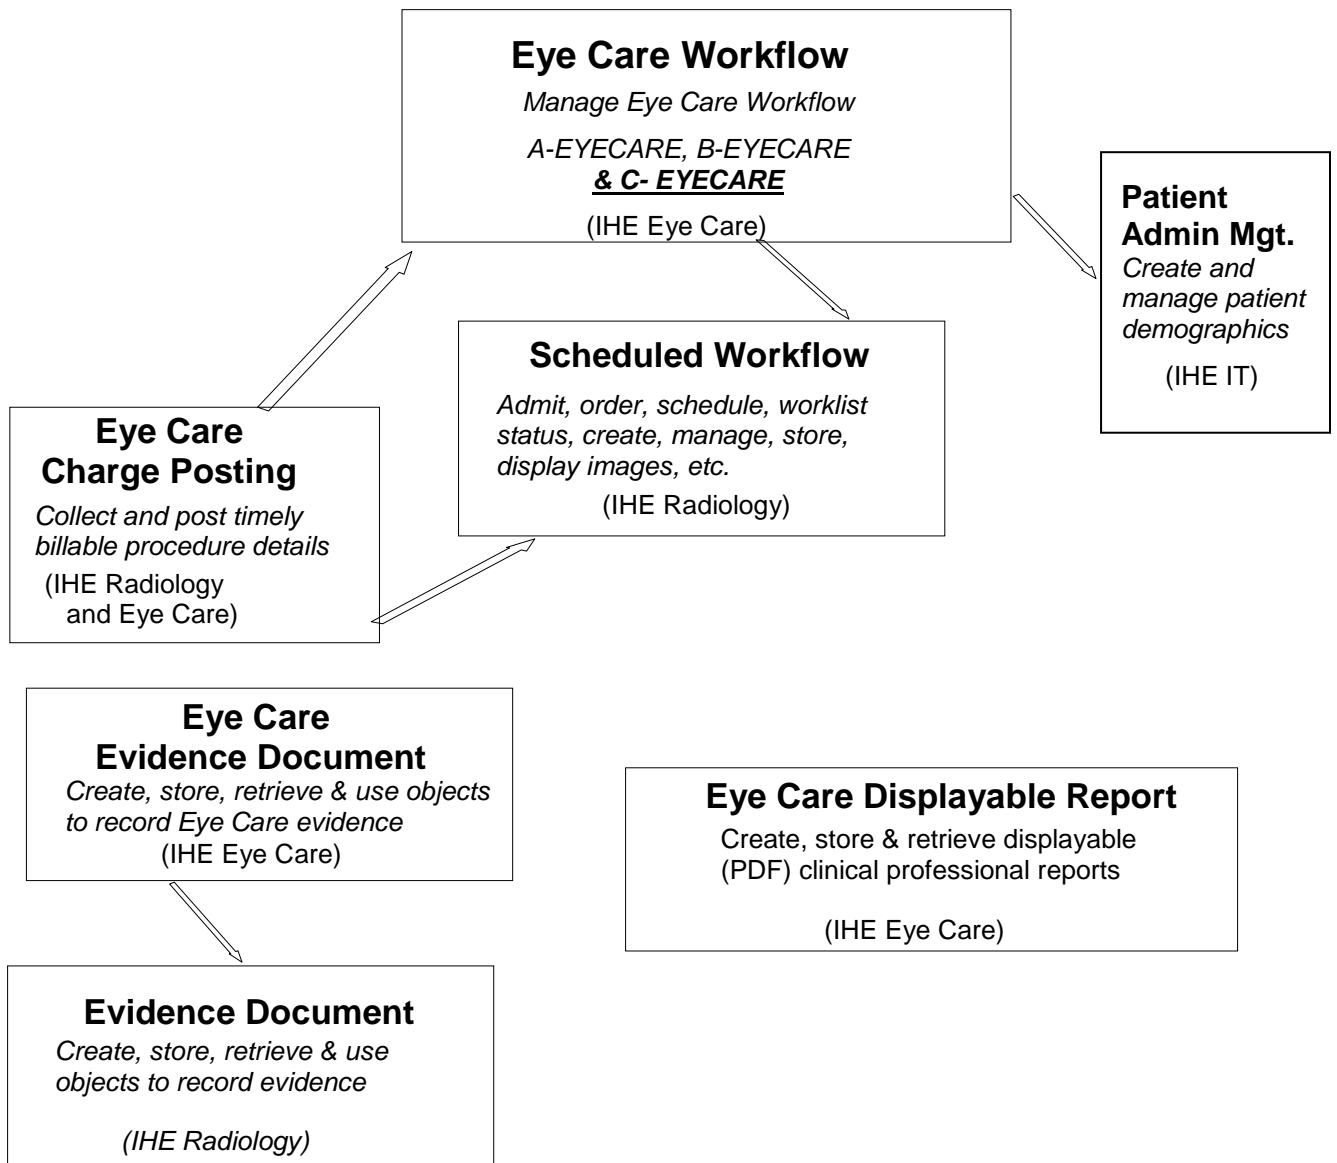 Eye Care Workflow
Manage Eye Care Workflow
A-EYECARE, B-EYECARE
& C- EYECARE
(IHE Eye Care)
Patient
Admin Mgt.
Create and
manage patient
demographics
(IHE IT)
Scheduled Workflow
Admit, order, schedule, worklist
status, create, manage, store,
display images, etc.
(IHE Radiology)
Eye Care
Charge Posting
Collect and post timely
billable procedure details
(IHE Radiology
and Eye Care)
Eye Care
Evidence Document
Create, store, retrieve & use objects
to record Eye Care evidence
(IHE Eye Care)
Eye Care Displayable Report
Create, store & retrieve displayable
(PDF) clinical professional reports
(IHE Eye Care)
Evidence Document
Create, store, retrieve & use
objects to record evidence
(IHE Radiology)